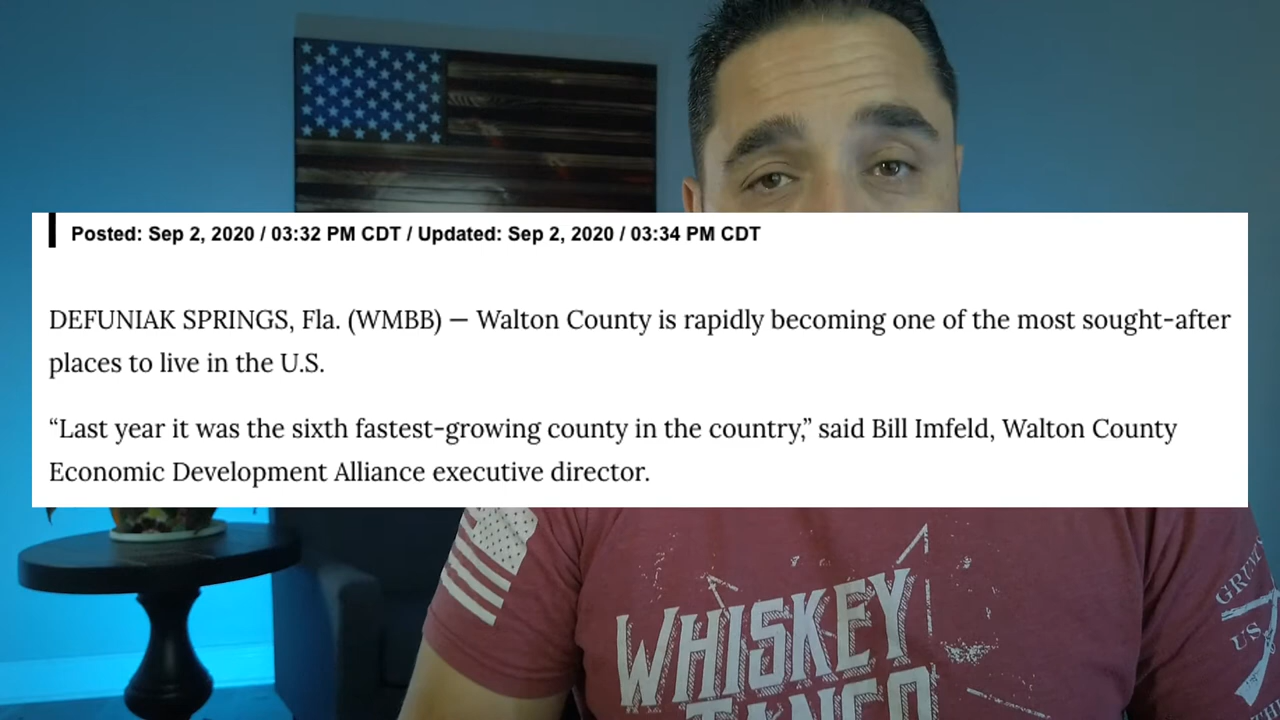 Posted: Sep 2, 2020 / 03:32 PM CDT / Updated: Sep 2, 2020 / 03:34 PM CDT
DEFUNIAK SPRINGS, Fla. (WMBB) — Walton County is rapidly becoming one of the most sought-after
places to live in the U.S.
“Last year it was the sixth fastest-growing county in the country,” said Bill Imfeld, Walton County
Economic Development Alliance executive director.
WHISKEY
TANGO
US